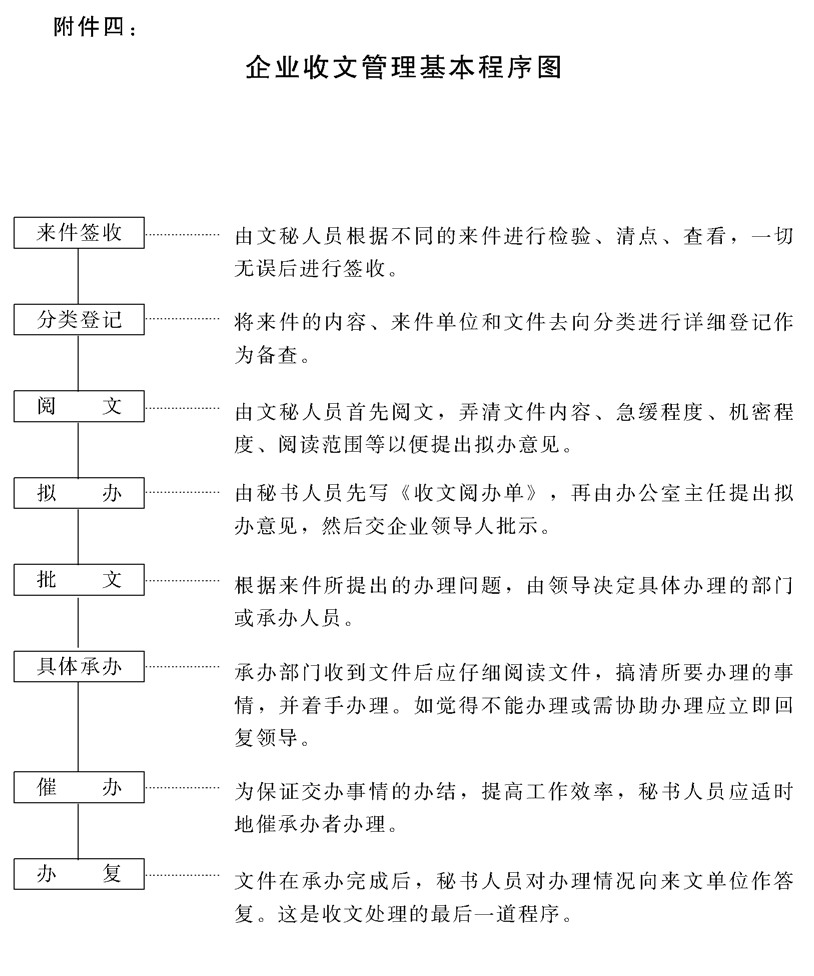 附件四：
企业收文管理基本程序图
来件签收
由文秘人员根据不同的来件进行检验、清点、查看，一切
无误后进行签收。
分类登记
将来件的内容、来件单位和文件去向分类进行详细登记作
为备查。
阅 文
由文秘人员首先阅文，弄清文件内容、急缓程度、机密程
度、阅读范围等以便提出拟办意见。
拟 办
由秘书人员先写《收文阅办单》，再由办公室主任提出拟
办意见，然后交企业领导人批示。
批 文
根据来件所提出的办理问题，由领导决定具体办理的部门
或承办人员。
具体承办
承办部门收到文件后应仔细阅读文件，搞清所要办理的事
情，并着手办理。如觉得不能办理或需协助办理应立即回
复领导。
催 办
为保证交办事情的办结，提高工作效率，秘书人员应适时
地催承办者办理。
办 复
文件在承办完成后，秘书人员对办理情况向来文单位作答
复。这是收文处理的最后一道程序。